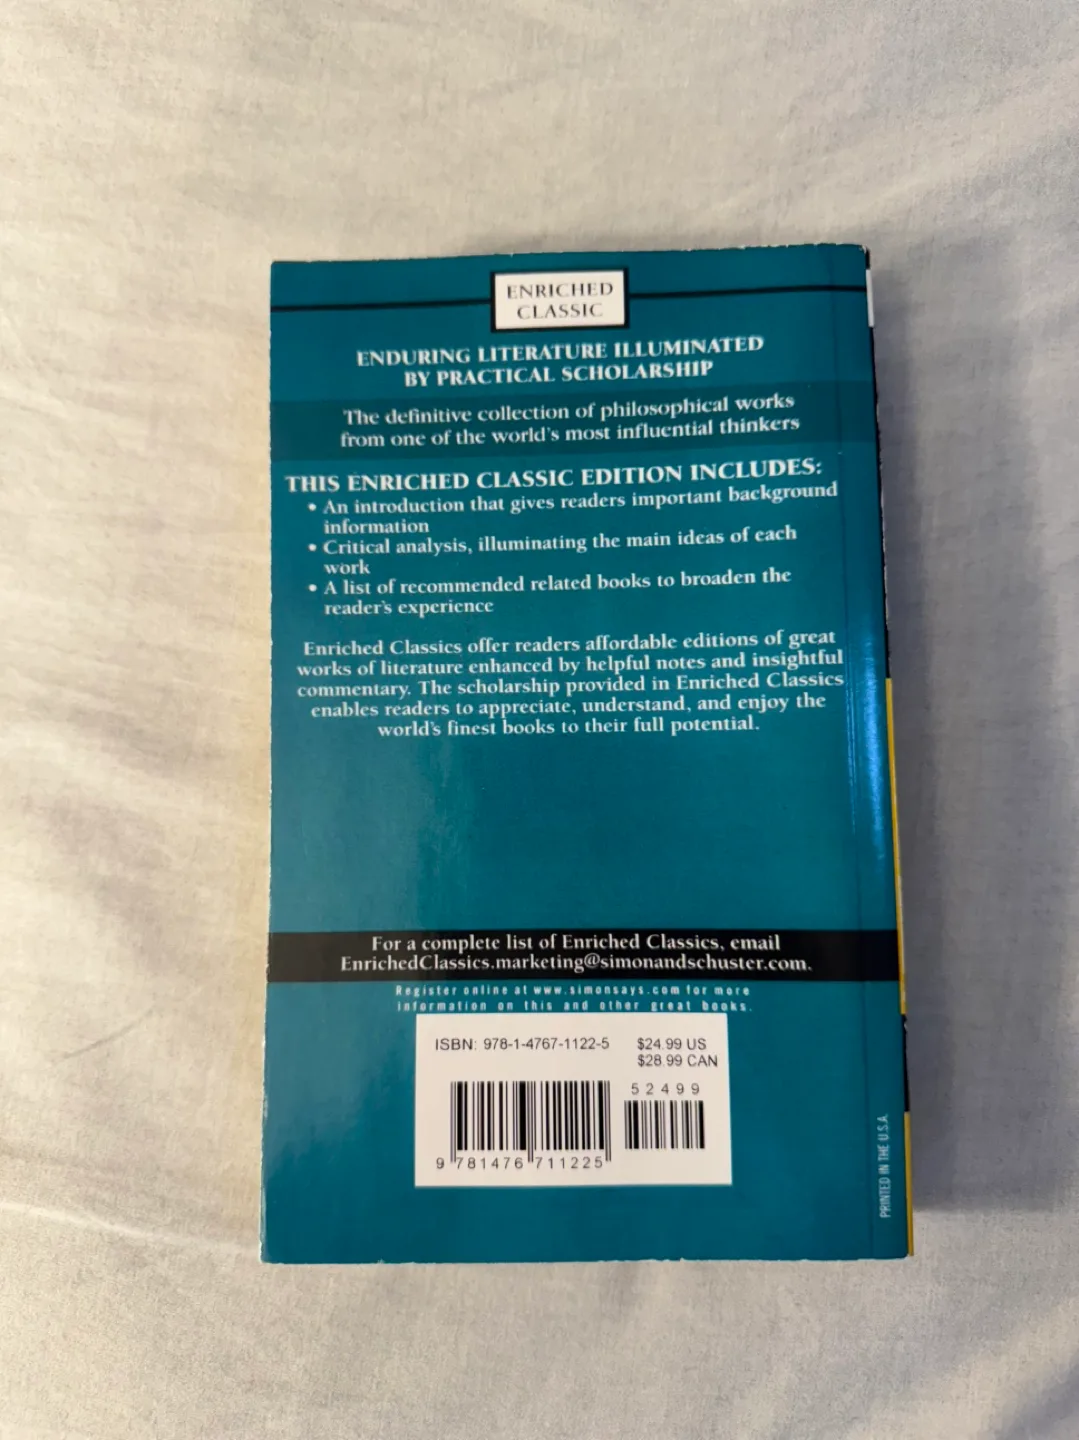 ENRICHED
CLASSIC
ENDURING LITERATURE ILLUMINATED
BY PRACTICAL SCHOLARSHIP
The definitive collection of philosophical works
from one of the world's most influential thinkers
THIS ENRICHED CLASSIC EDITION INCLUDES:
• An introduction that gives readers important background
information
• Critical analysis, illuminating the main ideas of each
work
• A list of recommended related books to broaden the
reader's experience
Enriched Classics offer readers affordable editions of great
works of literature enhanced by helpful notes and insightful
commentary. The scholarship provided in Enriched Classics
enables readers to appreciate, understand, and enjoy the
world's finest books to their full potential.
For a complete list of Enriched Classics, email
EnrichedClassics.marketing@simonandschuster.com.
Register online at www.simonsays.com for more
information on this and other great books.
ISBN: 978-1-4767-1122-5 $24.99 US
$28.99 CAN
52499
9 781476 711225
PRINTED IN THE U.S.A.